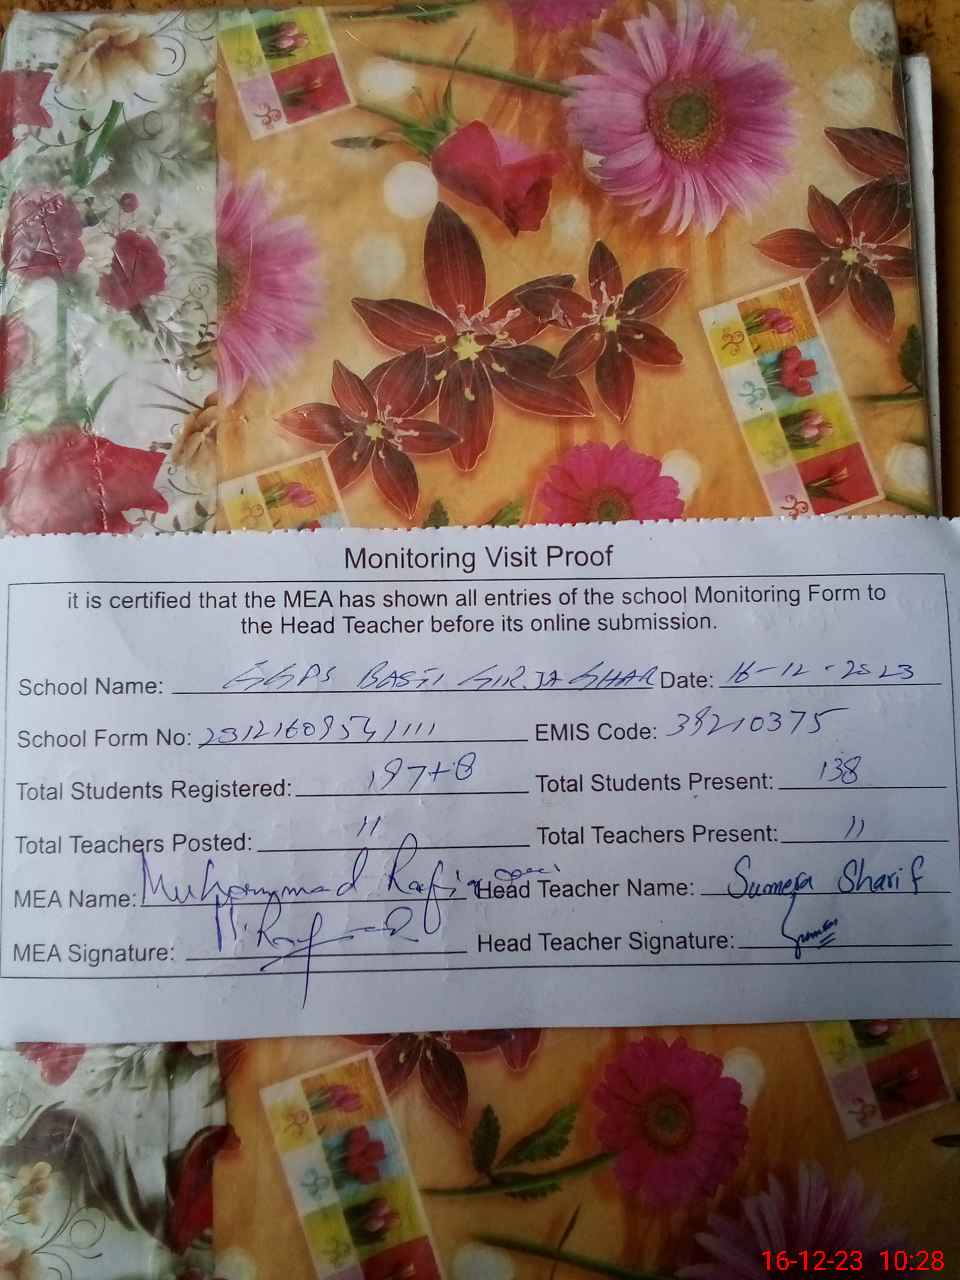 Monitoring Visit Proof
it is certified that the MEA has shown all entries of the school Monitoring Form to
the Head Teacher before its online submission.
School Name: GGPS BASTI GIRJA GHAR Date: 16-12-2023
School Form No: EMIS Code: 39210375
Total Students Registered: 197+8 Total Students Present: 138
Total Teachers Posted: 11 Total Teachers Present: 11
MEA Name: Muhammad Rafi Head Teacher Name: Sumera Sharif
MEA Signature: Head Teacher Signature:
16-12-23 10:28